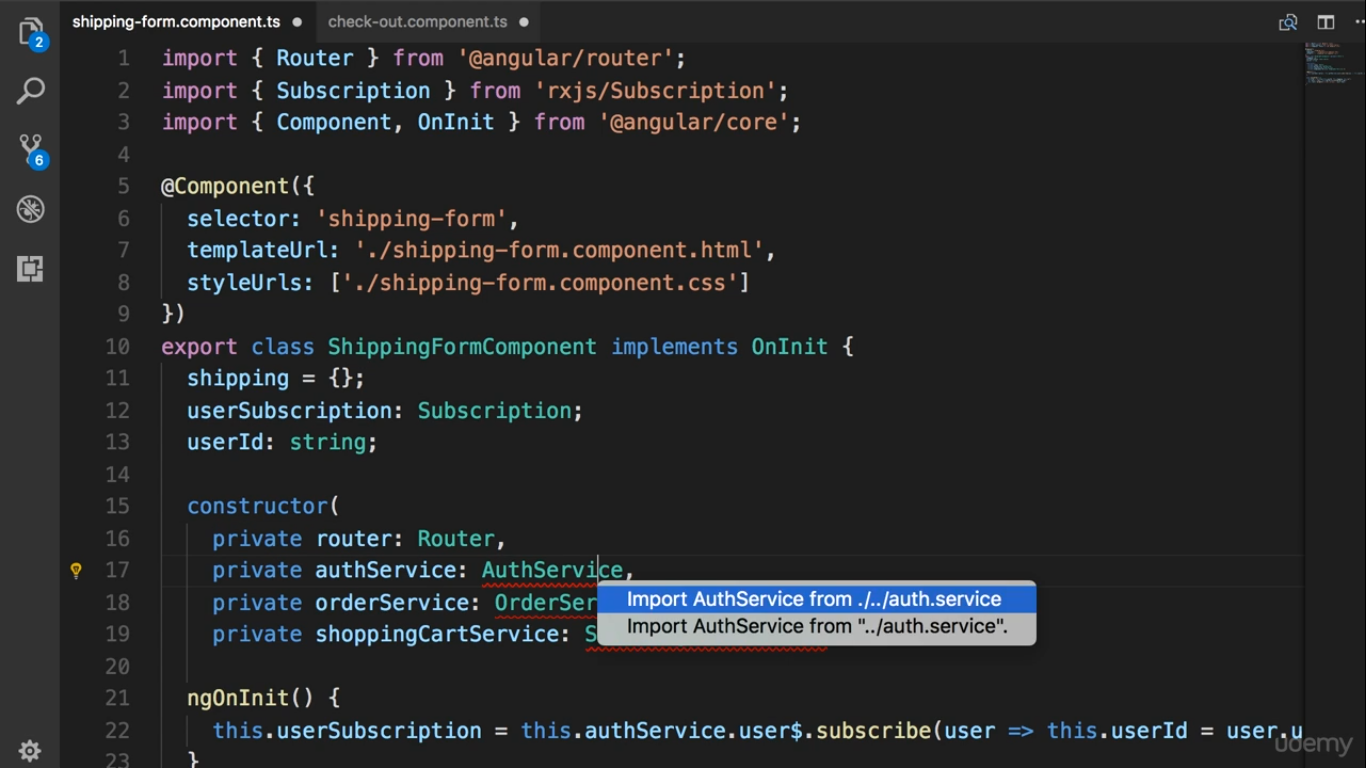 shipping-form.component.ts ● check-out.component.ts ●
2
6
1 import { Router } from '@angular/router';
2 import { Subscription } from 'rxjs/Subscription';
3 import { Component, OnInit } from '@angular/core';
4
5 @Component({
6 selector: 'shipping-form',
7 templateUrl: './shipping-form.component.html',
8 styleUrls: ['./shipping-form.component.css']
9 })
10 export class ShippingFormComponent implements OnInit {
11 shipping = {};
12 userSubscription: Subscription;
13 userId: string;
14
15 constructor(
16 private router: Router,
17 private authService: AuthService,
18 private orderService: OrderSer
Import AuthService from ./../auth.service
Import AuthService from "../auth.service".
19 private shoppingCartService: S
20
21 ngOnInit() {
22 this.userSubscription = this.authService.user$.subscribe(user => this.userId = user.u
23 }
udemy